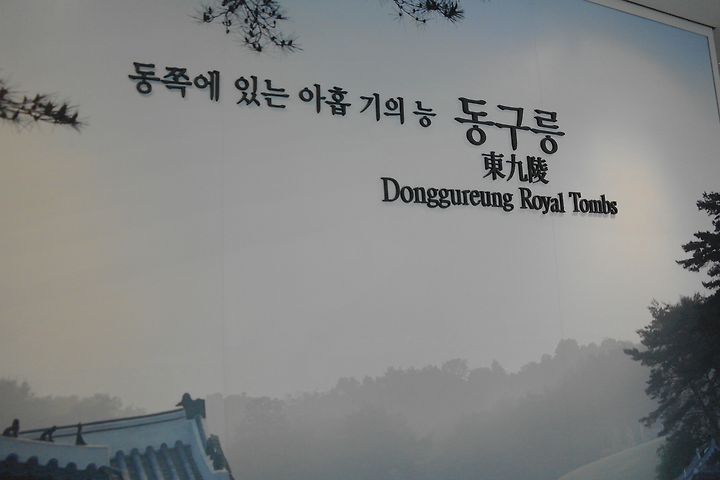 동쪽에 있는 아홉 기의 능 동구릉
東九陵
Donggureung Royal Tombs